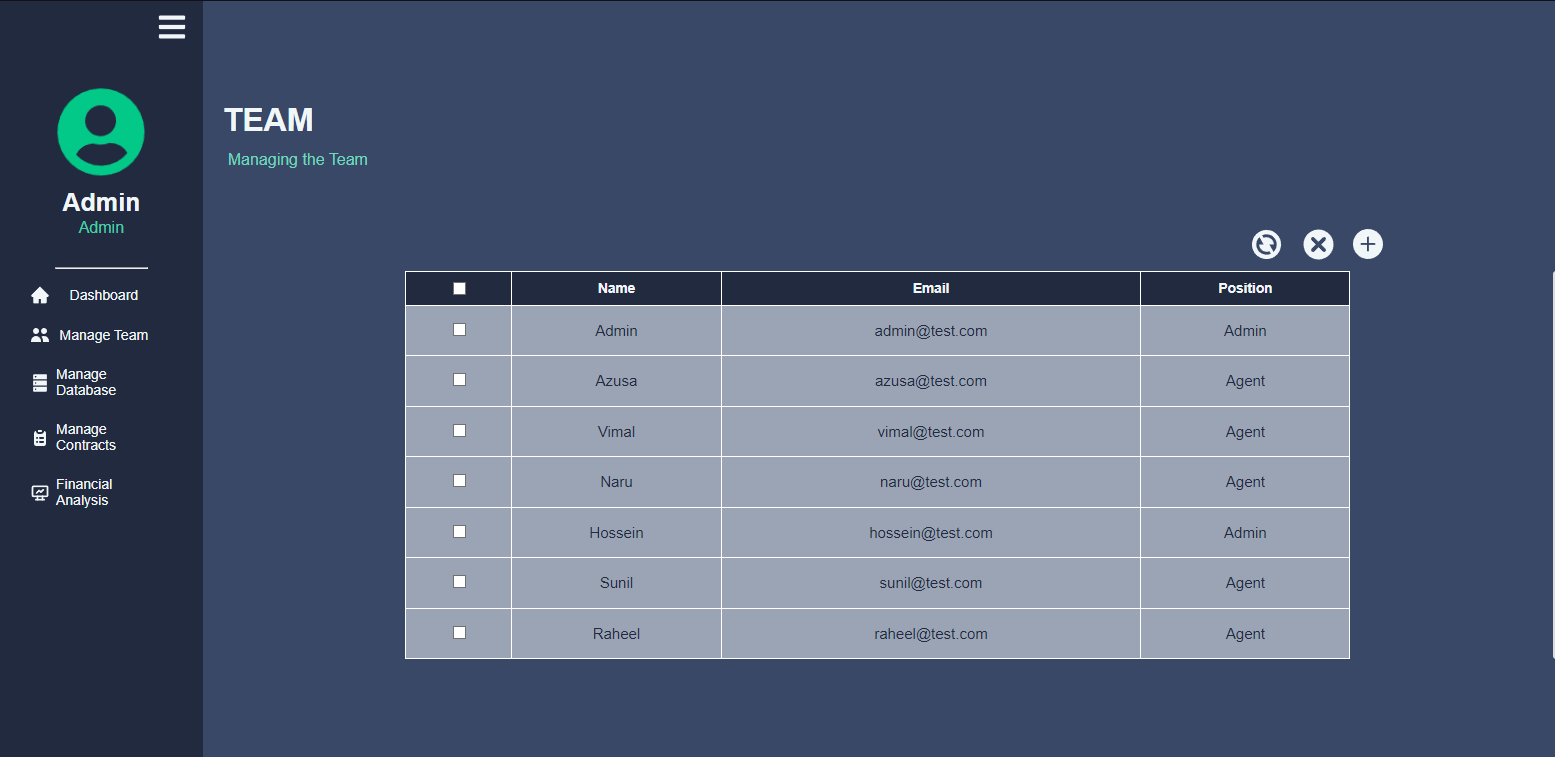 Admin
Admin
Dashboard
Manage Team
Manage
Database
Manage
Contracts
Financial
Analysis
TEAM
Managing the Team
Name Email Position
Admin admin@test.com Admin
Azusa azusa@test.com Agent
Vimal vimal@test.com Agent
Naru naru@test.com Agent
Hossein hossein@test.com Admin
Sunil sunil@test.com Agent
Raheel raheel@test.com Agent